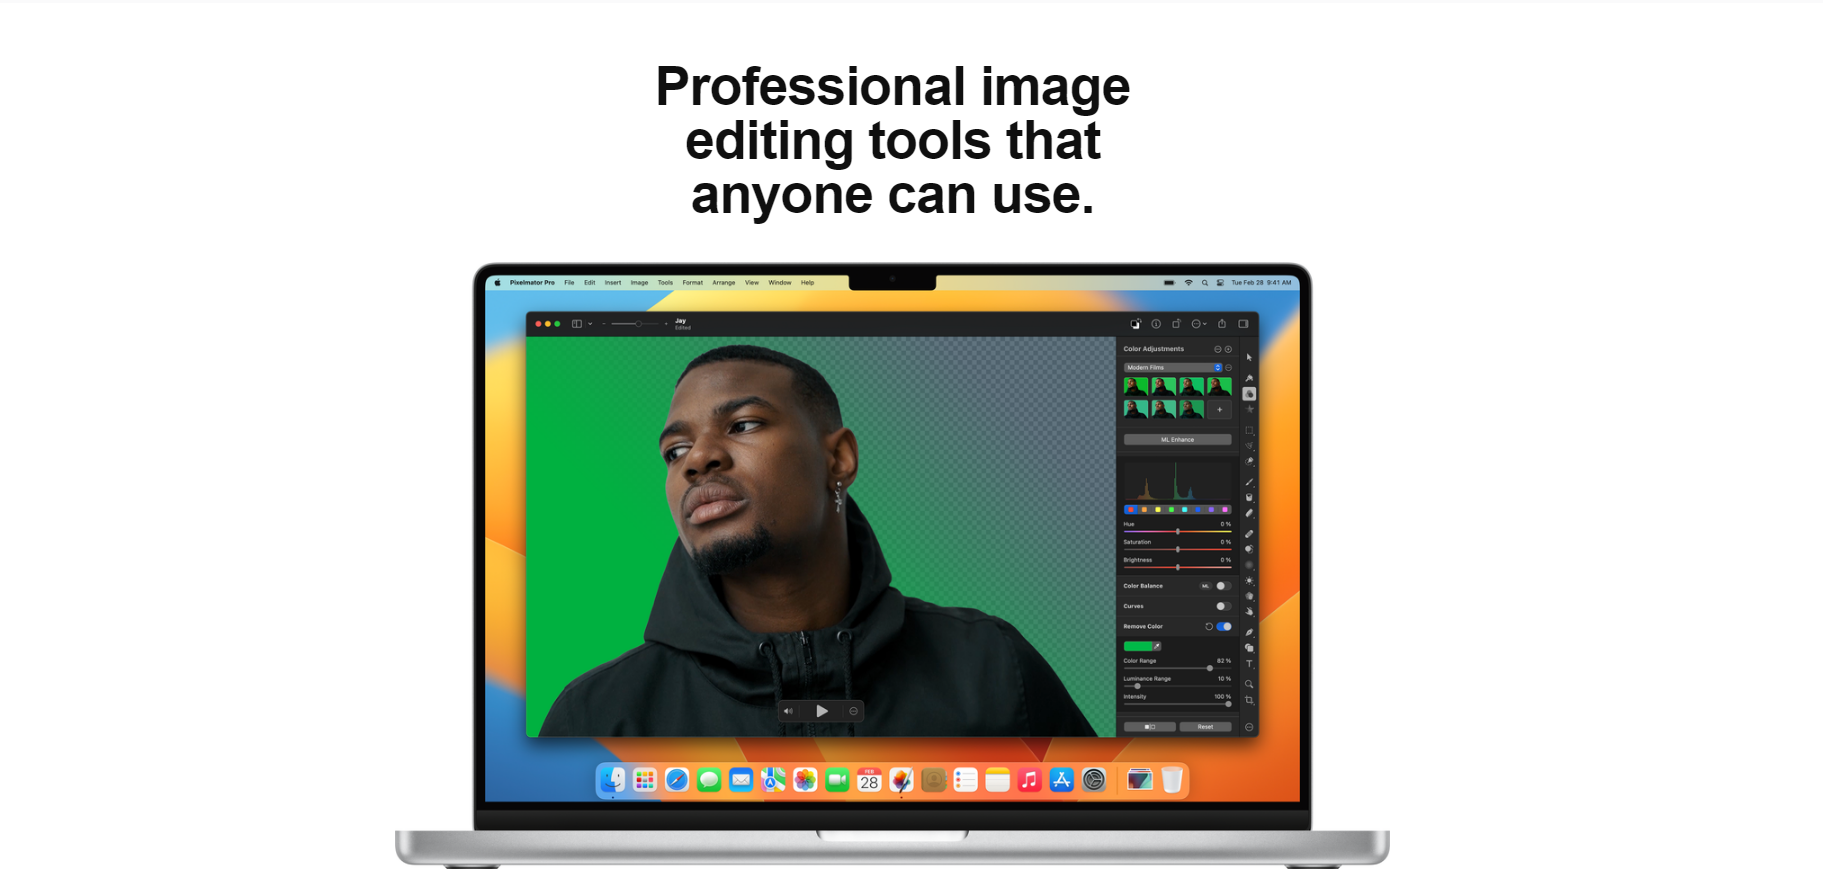 Professional image
editing tools that
anyone can use.
Pixelmator Pro File Edit Insert Image Tools Format Arrange View Window Help
Tue Feb 28 9:41 AM
Jay
Edited
Color Adjustments
Modern Films
ML Enhance
Hue 0 %
Saturation 0 %
Brightness 0 %
Color Balance ML
Curves
Remove Color
Color Range 82 %
Luminance Range 10 %
Intensity 100 %
Reset
FEB
28